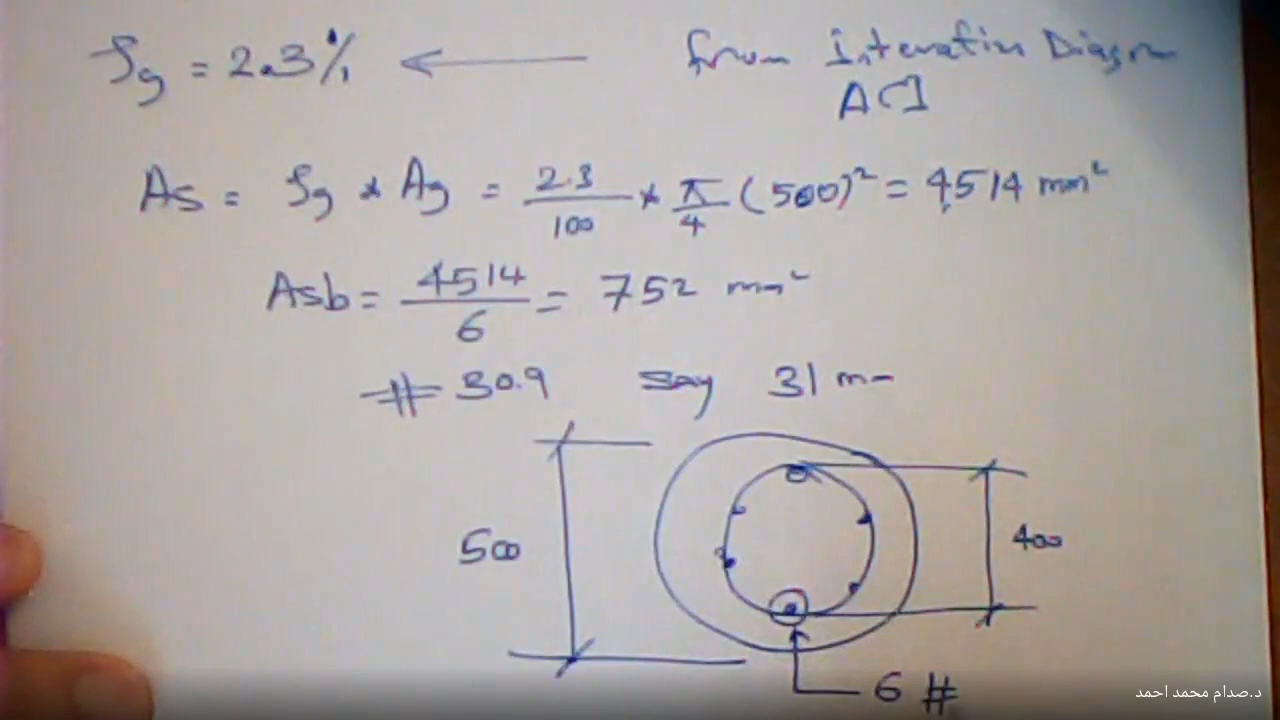 ρg = 2.3% ← from Interaction Diagram
ACI
As = ρg * Ag = 2.3/100 * π/4 (500)² = 4514 mm²
Asb = 4514/6 = 752 mm²
# 30.9 say 31 mm
500
400
6 #
د.صدام محمد احمد